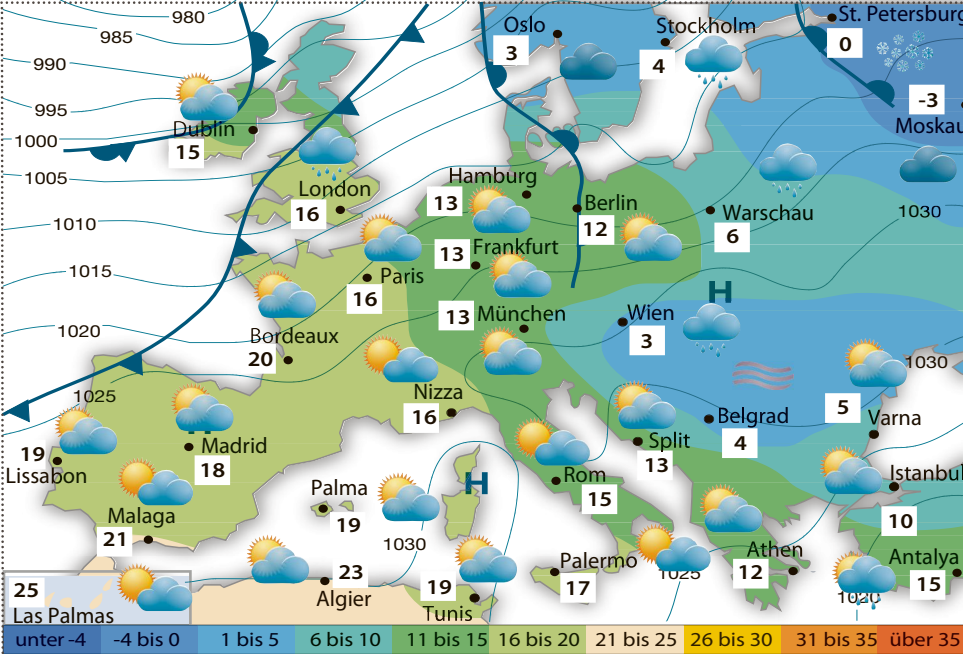 980
985
990
995
1000
1005
1010
1015
1020
1025
Oslo
3
Stockholm
4
St. Petersburg
0
-3
Moskau
Dublin
15
London
16
Hamburg
13
Berlin
12
Warschau
6
1030
Frankfurt
13
Paris
16
H
München
13
Wien
3
Bordeaux
20
Nizza
16
1030
5
Varna
Belgrad
4
Split
13
Madrid
18
19
Lissabon
H
Rom
15
Istanbul
10
Palma
19
Malaga
21
1030
Palermo
17
1025
Athen
12
Antalya
15
1020
25
Las Palmas
23
Algier
19
Tunis
unter -4 -4 bis 0 1 bis 5 6 bis 10 11 bis 15 16 bis 20 21 bis 25 26 bis 30 31 bis 35 über 35